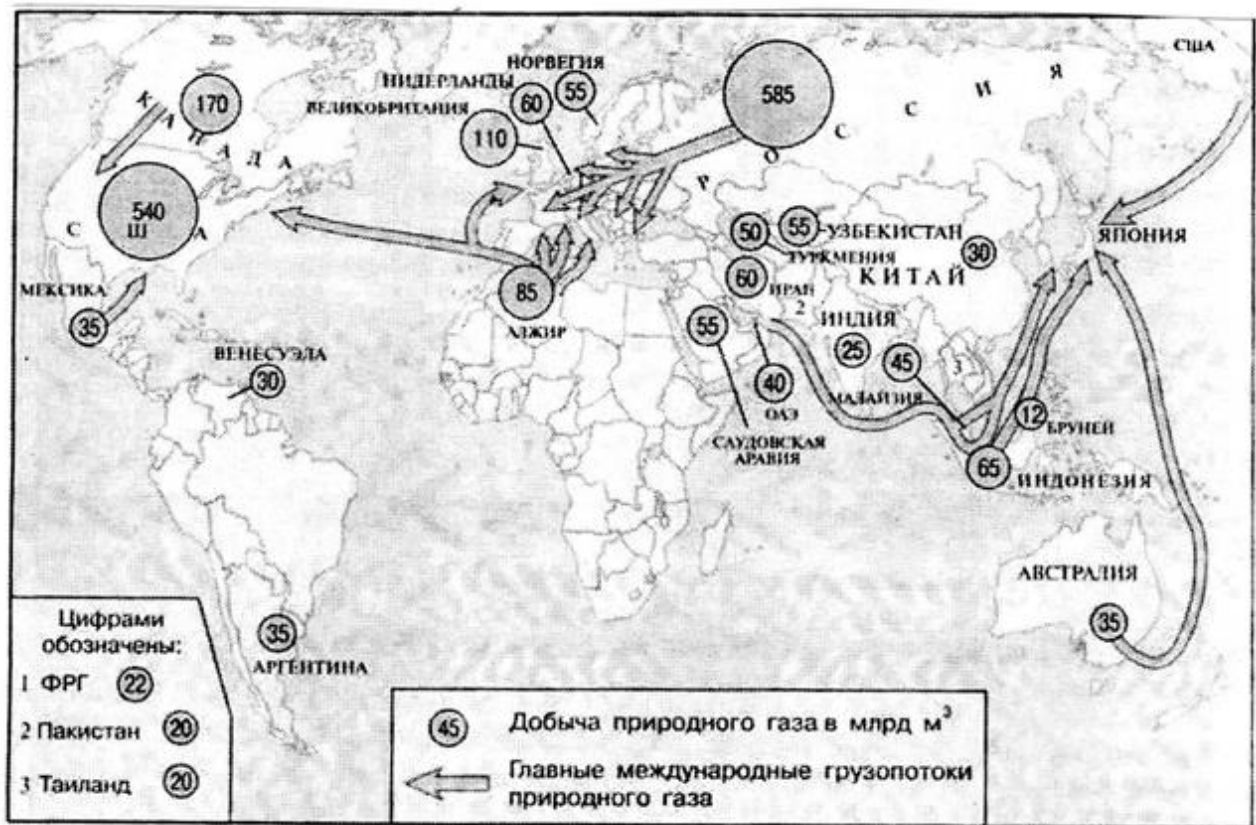 США
НОРВЕГИЯ
НИДЕРЛАНДЫ
55
60
ВЕЛИКОБРИТАНИЯ
110
585
РОССИЯ
170
КАНАДА
540
США
МЕКСИКА
35
ВЕНЕСУЭЛА
30
85
АЛЖИР
50
55
УЗБЕКИСТАН
ТУРКМЕНИЯ
60
ИРАН
2
КИТАЙ
30
ЯПОНИЯ
55
ИНДИЯ
25
45
3
40
ОАЭ
МАЛАЙЗИЯ
САУДОВСКАЯ
АРАВИЯ
12
БРУНЕЙ
65
ИНДОНЕЗИЯ
АВСТРАЛИЯ
35
35
АРГЕНТИНА
Цифрами
обозначены:
1 ФРГ 22
2 Пакистан 20
3 Таиланд 20
45 Добыча природного газа в млрд м³
Главные международные грузопотоки
природного газа